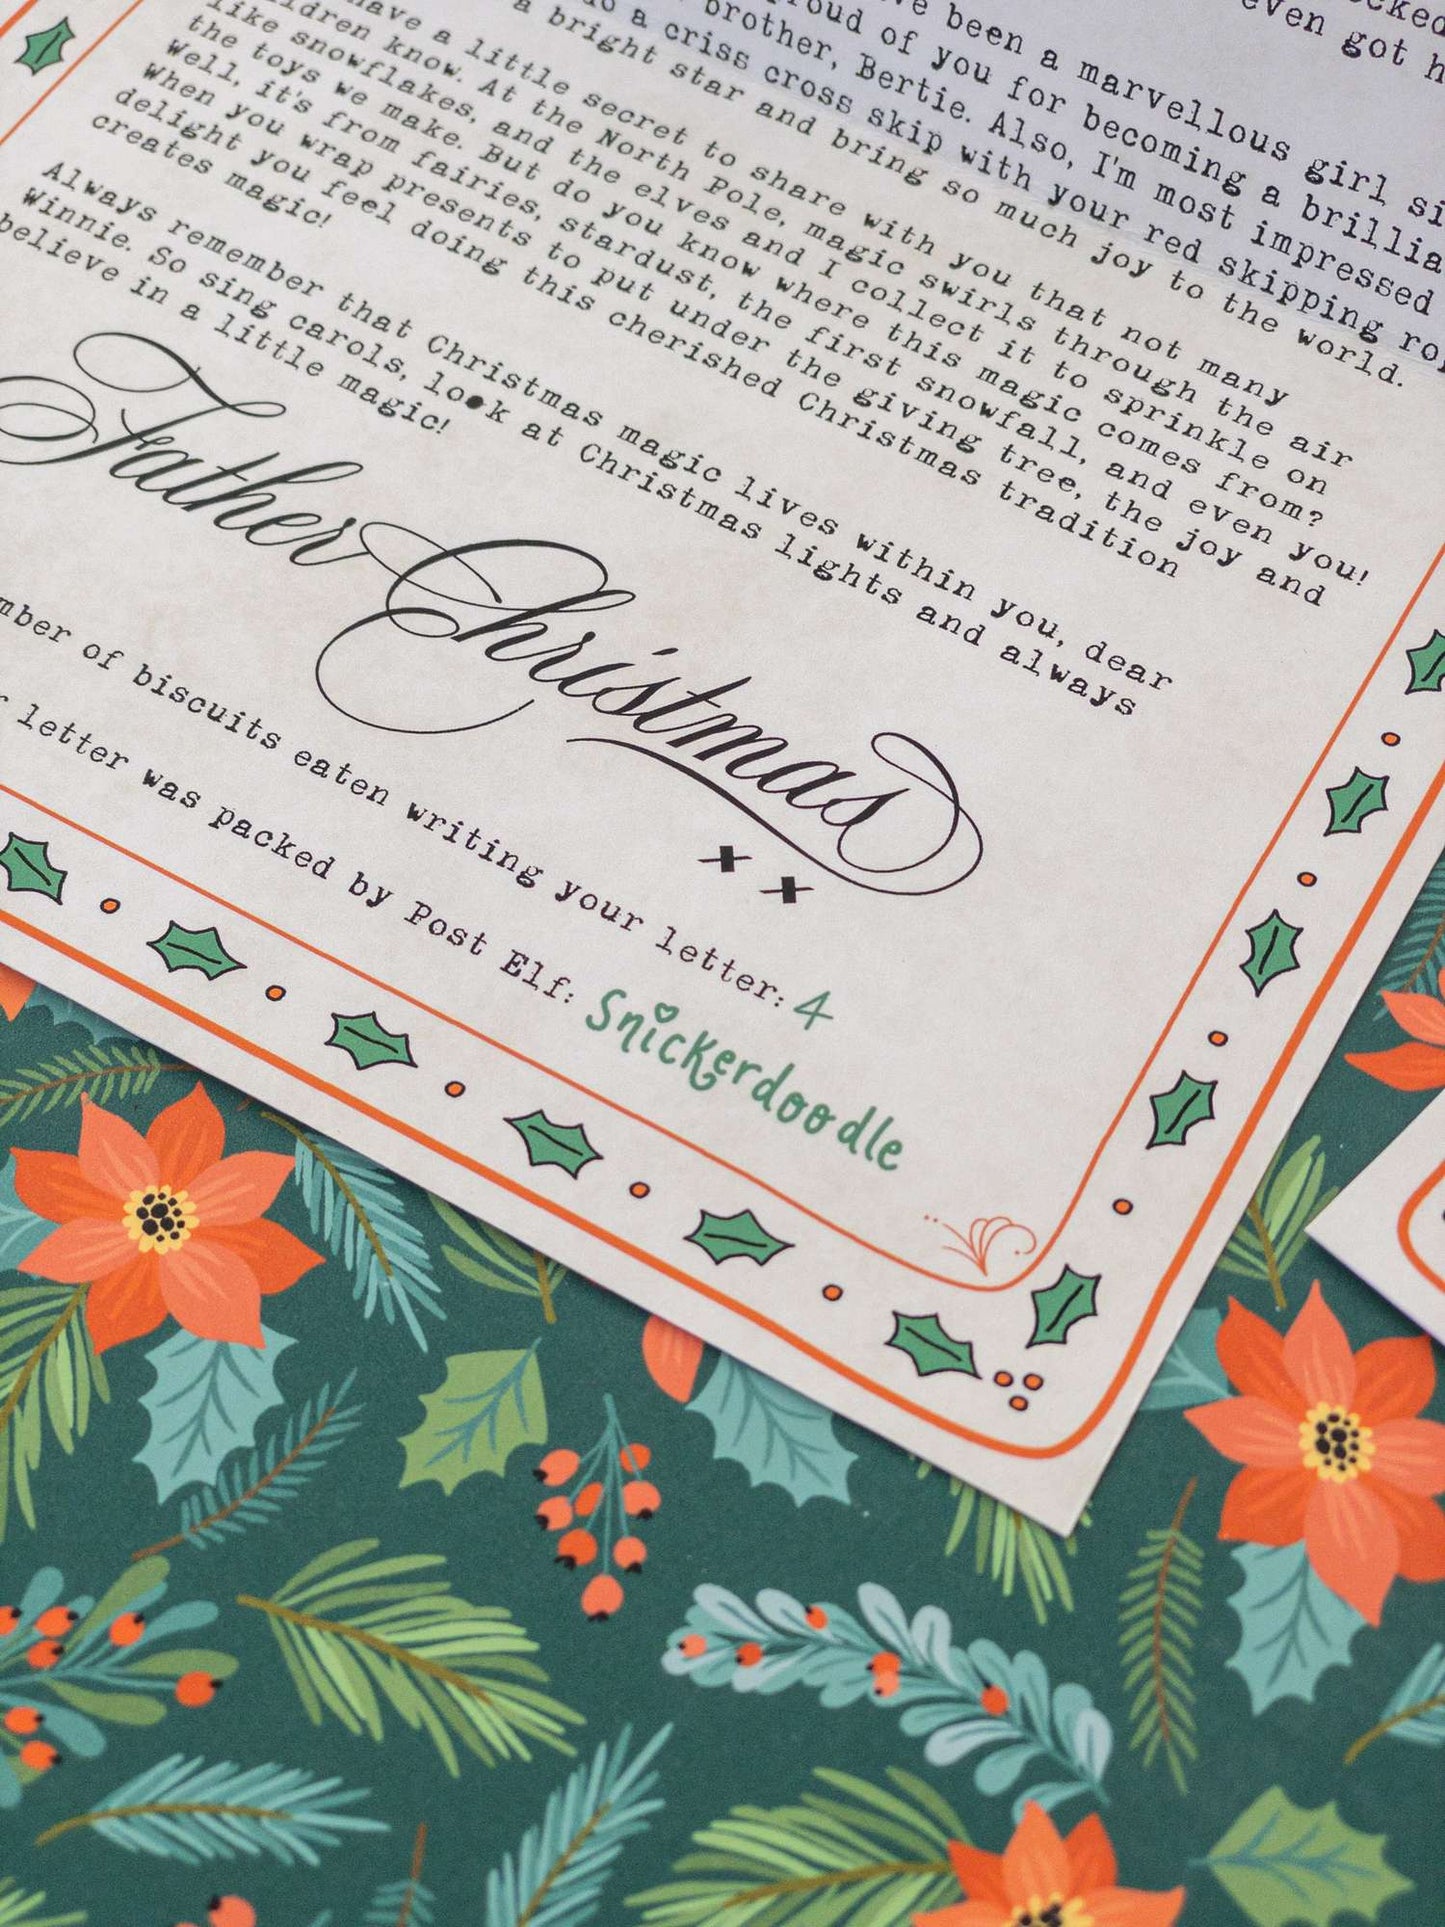 ocked
even got h
ve been a marvellous girl si
roud of you for becoming a brillia
brother, Bertie. Also, I'm most impressed
do a criss cross skip with your red skipping ro
a bright star and bring so much joy to the world.
have a little secret to share with you that not many
ildren know. At the North Pole, magic swirls through the air
like snowflakes, and the elves and I collect it to sprinkle on
the toys we make. But do you know where this magic comes from?
Well, it's from fairies, stardust, the first snowfall, and even you!
When you wrap presents to put under the giving tree, the joy and
delight you feel doing this cherished Christmas tradition
creates magic!
Always remember that Christmas magic lives within you, dear
Winnie. So sing carols, look at Christmas lights and always
believe in a little magic!
Father Christmas
x x
mber of biscuits eaten writing your letter: 4
r letter was packed by Post Elf: Snickerdoodle